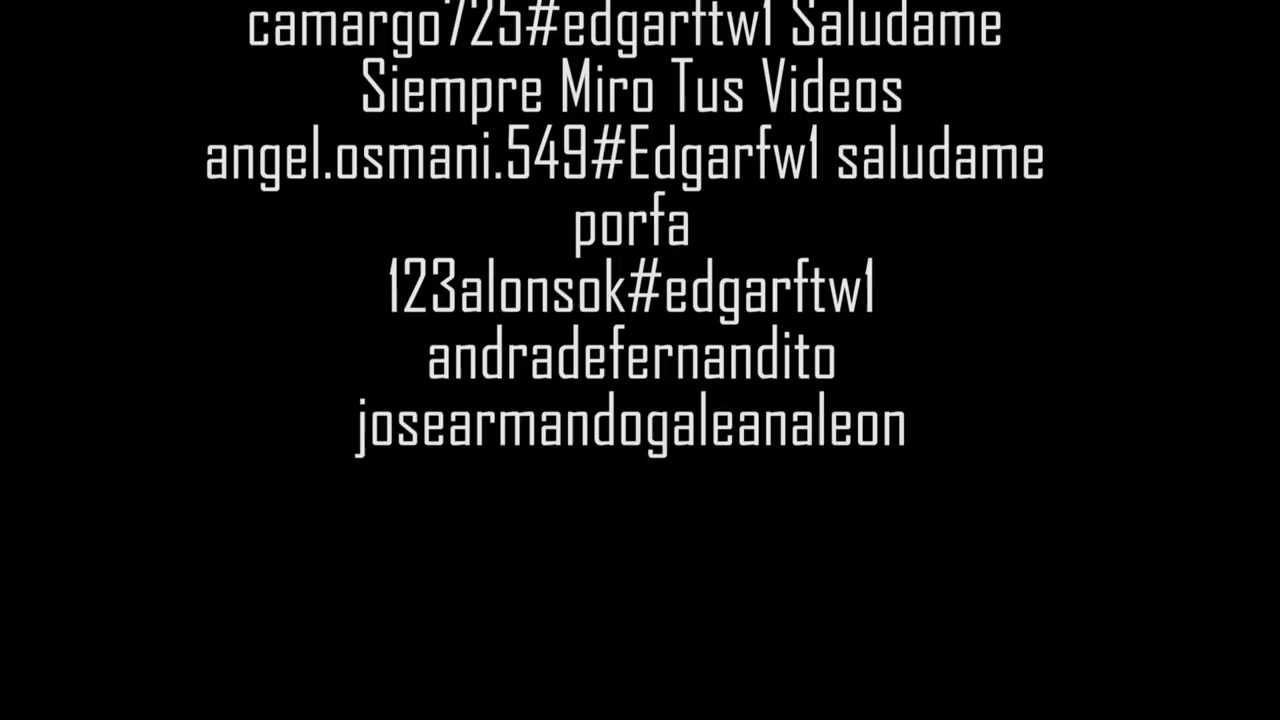 camargo725#edgarftw1 Saludame
Siempre Miro Tus Videos
angel.osmani.549#Edgarfw1 saludame
porfa
123alonsok#edgarftw1
andradefernandito
josearmandogaleanaleon